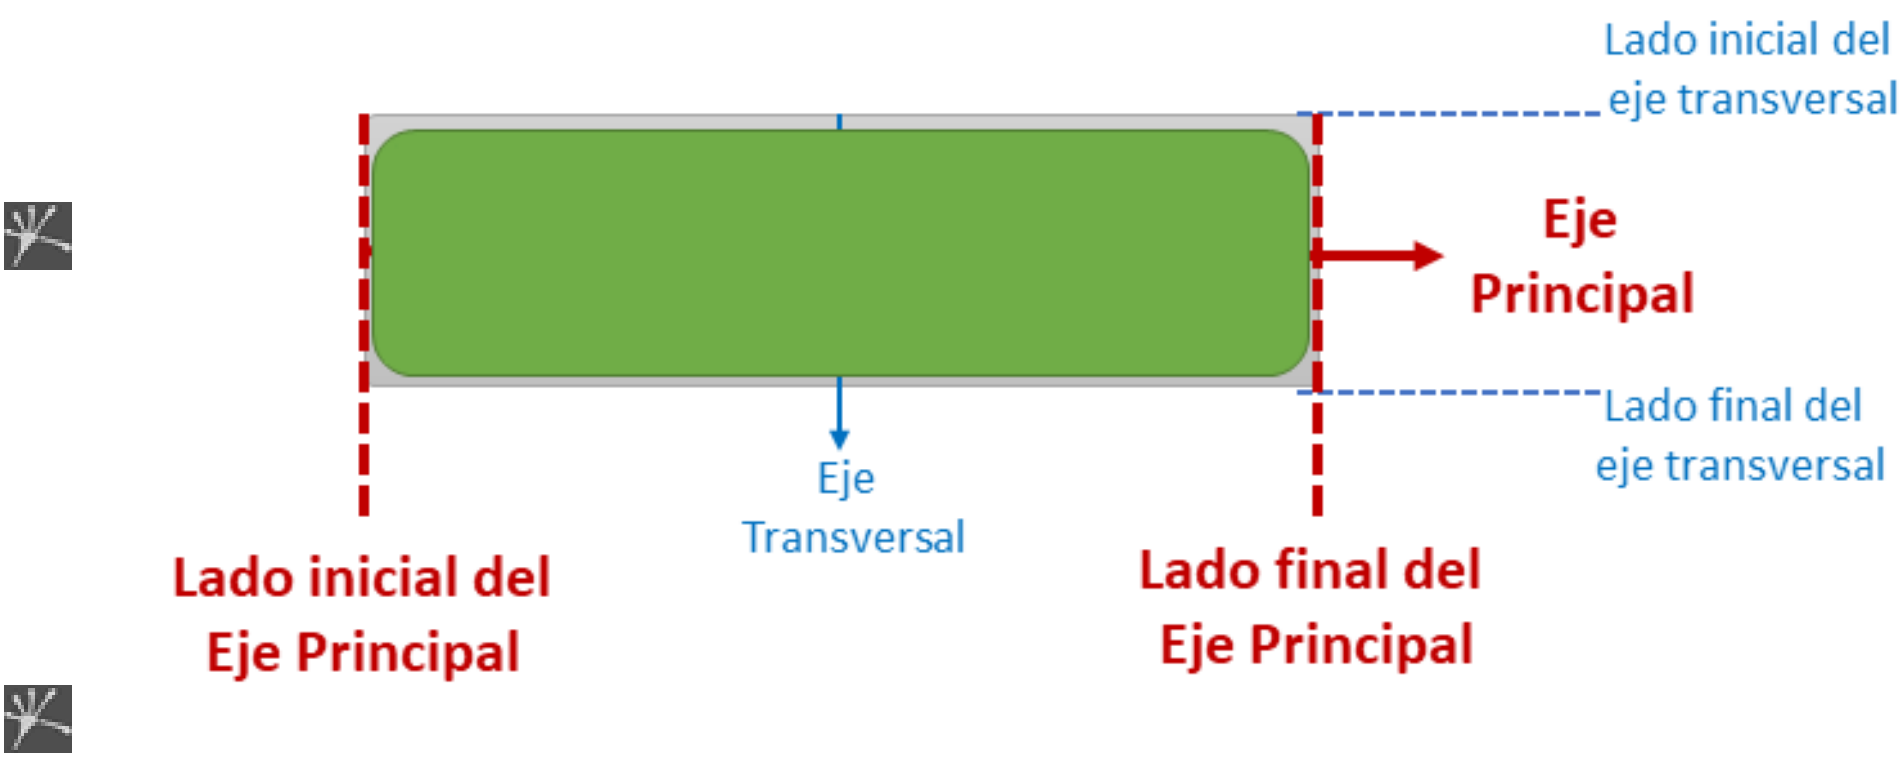 Lado inicial del
eje transversal
Eje
Principal
Lado final del
eje transversal
Eje
Transversal
Lado inicial del
Eje Principal
Lado final del
Eje Principal